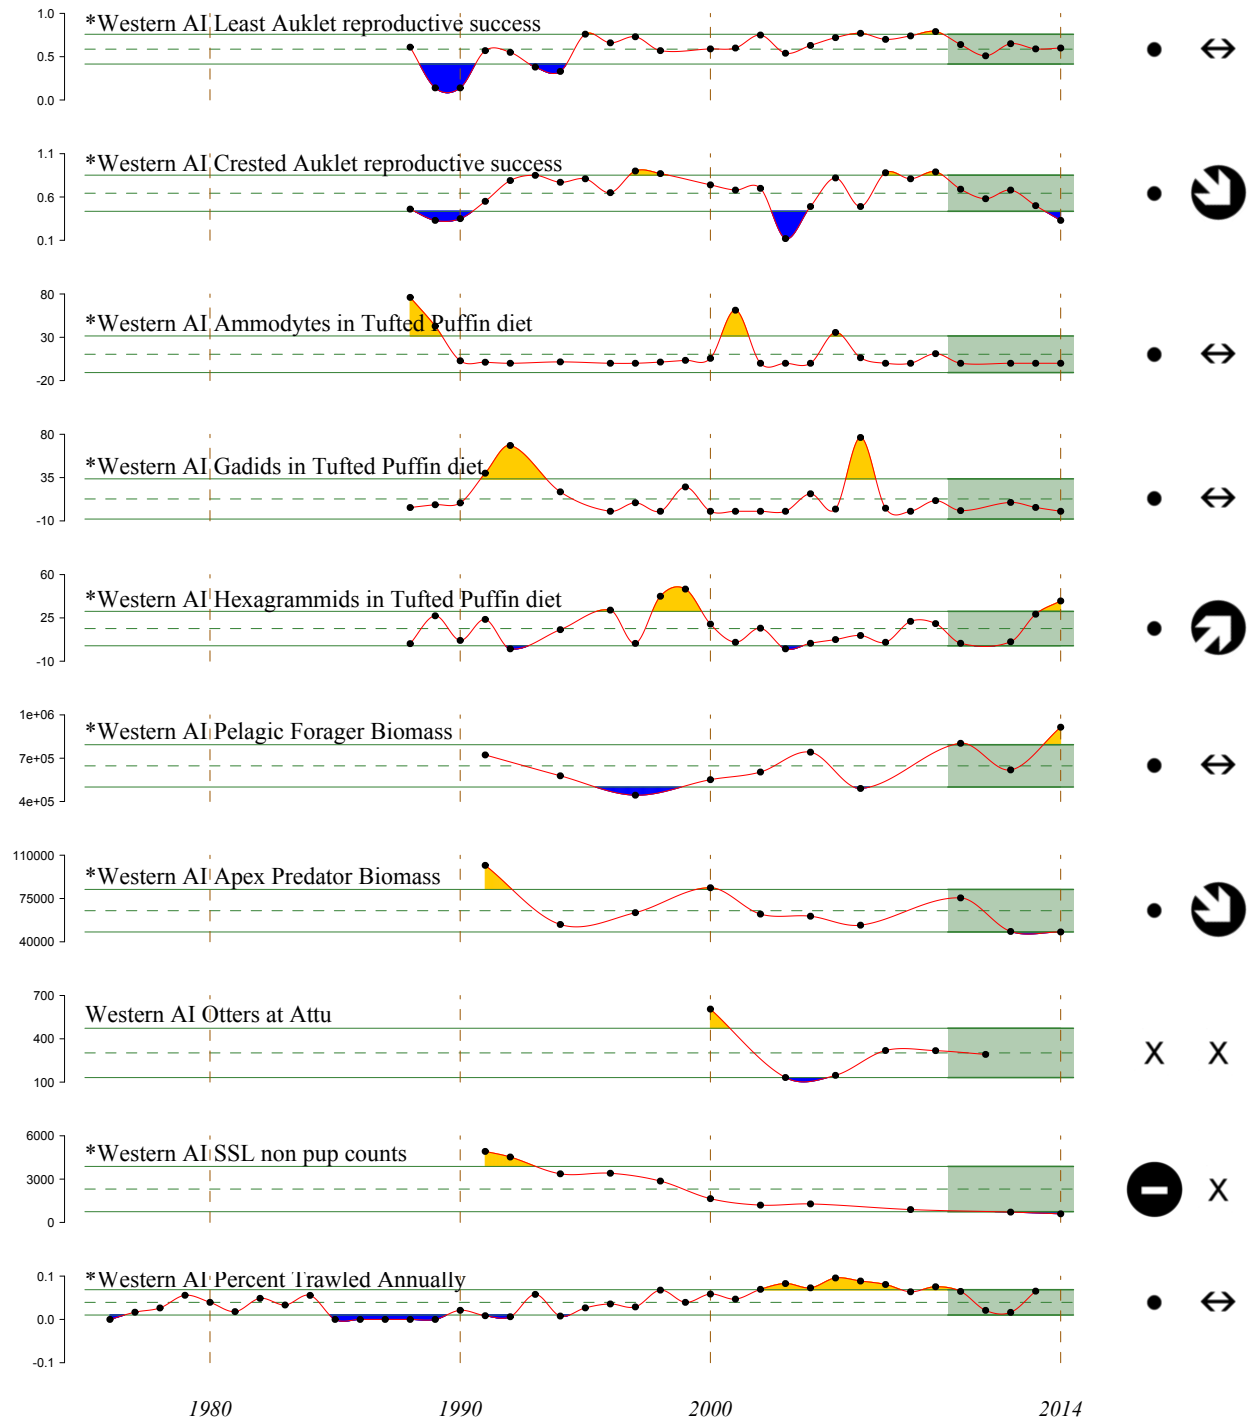 *Western AI Least Auklet reproductive success
1.0
0.5
0.0
*Western AI Crested Auklet reproductive success
1.1
0.6
0.1
*Western AI Ammodytes in Tufted Puffin diet
80
30
-20
*Western AI Gadids in Tufted Puffin diet
80
35
-10
*Western AI Hexagrammids in Tufted Puffin diet
60
25
-10
*Western AI Pelagic Forager Biomass
1e+06
7e+05
4e+05
*Western AI Apex Predator Biomass
110000
75000
40000
Western AI Otters at Attu
700
400
100
X X
*Western AI SSL non pup counts
6000
3000
0
X
*Western AI Percent Trawled Annually
0.1
0.0
-0.1
1980 1990 2000 2014